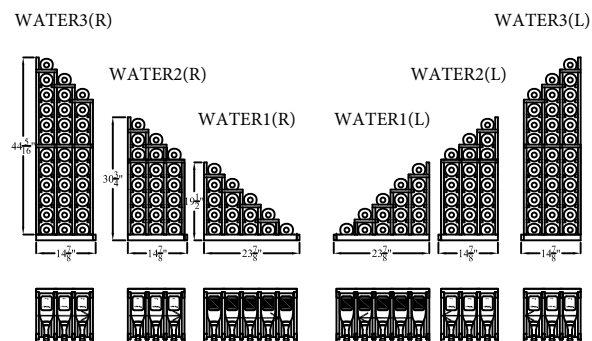 WATER3(R) WATER3(L)
WATER2(R) WATER2(L)
WATER1(R) WATER1(L)
44 5/16"
30 3/4"
19 1/2"
14 7/8" 14 7/8" 23 7/8" 23 7/8" 14 7/8" 14 7/8"